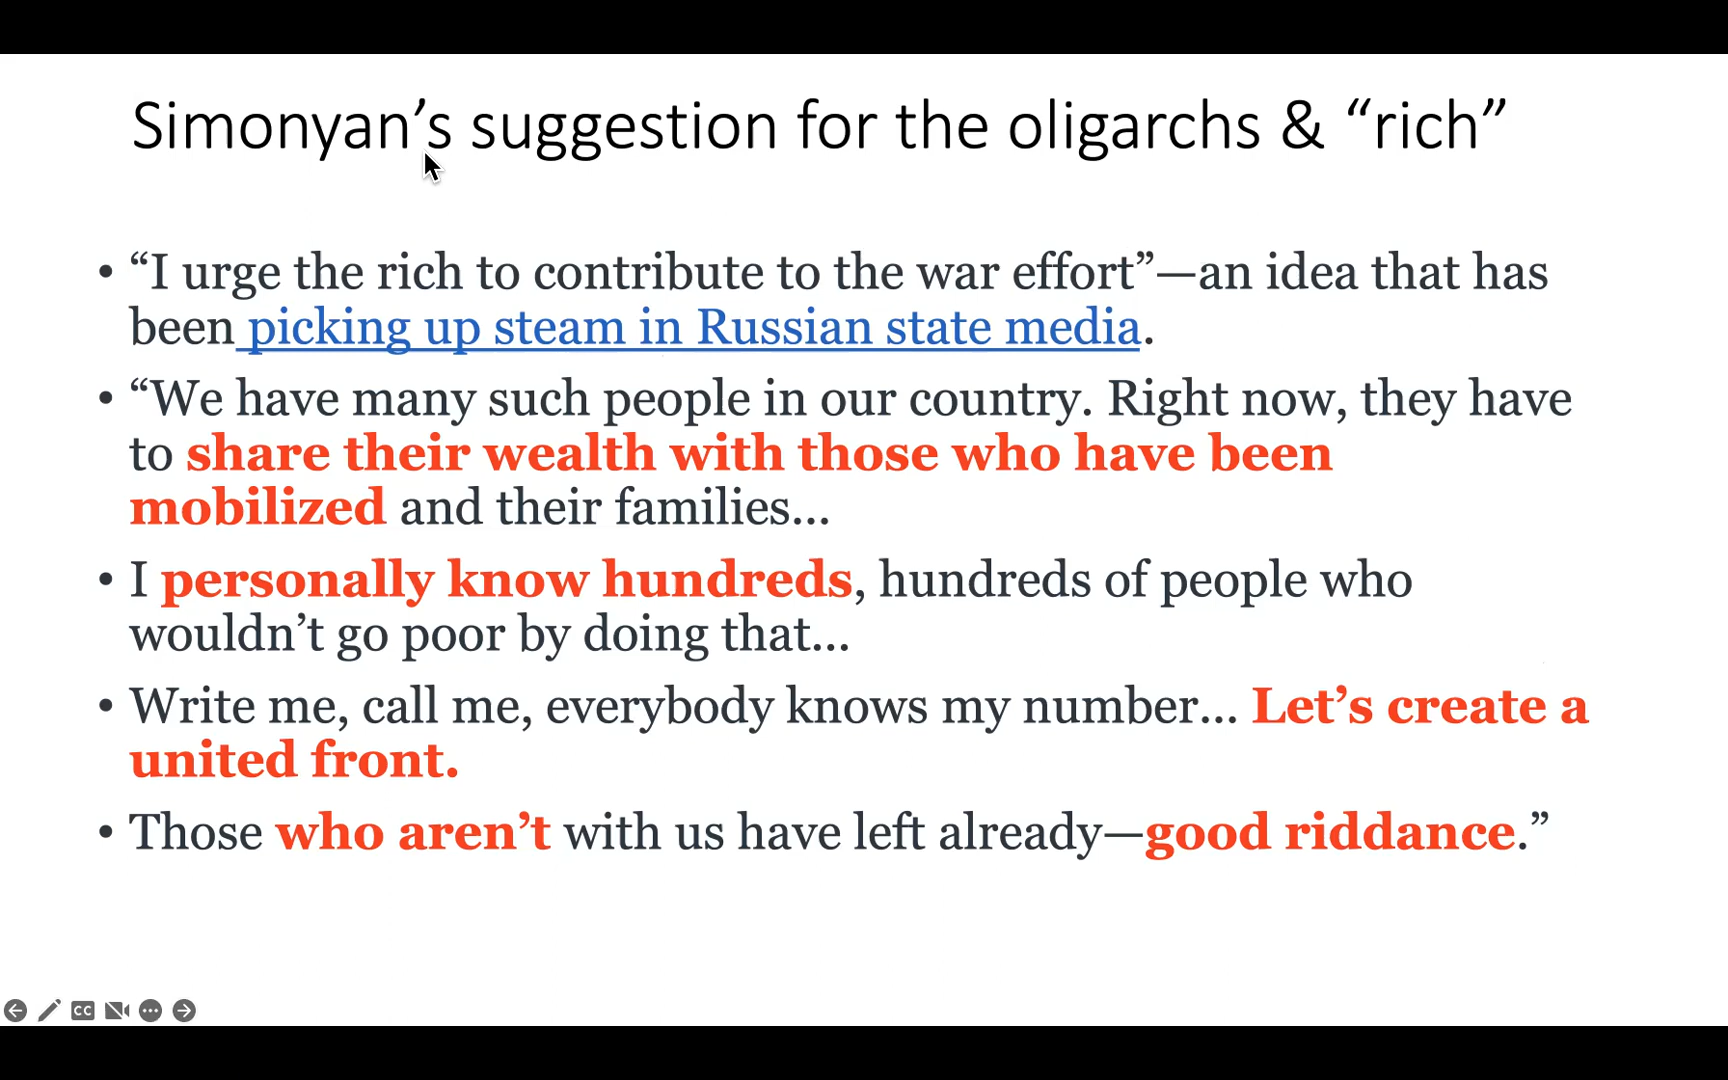 Simonyan’s suggestion for the oligarchs & “rich”
• “I urge the rich to contribute to the war effort”—an idea that has
been picking up steam in Russian state media.
• “We have many such people in our country. Right now, they have
to share their wealth with those who have been
mobilized and their families…
• I personally know hundreds, hundreds of people who
wouldn’t go poor by doing that…
• Write me, call me, everybody knows my number… Let’s create a
united front.
• Those who aren’t with us have left already—good riddance.”
CC